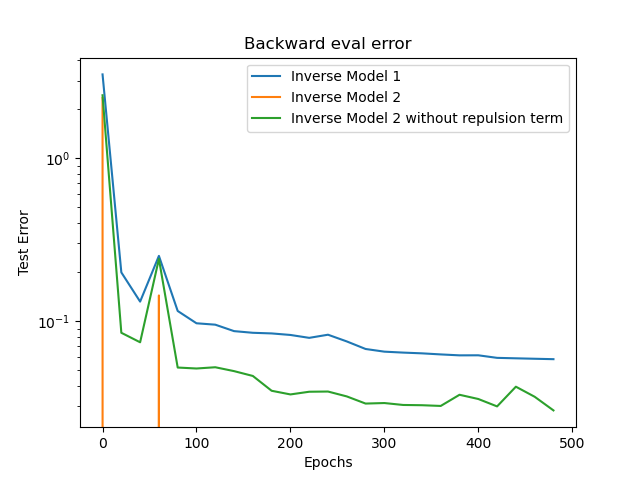 Backward eval error
Inverse Model 1
Inverse Model 2
Inverse Model 2 without repulsion term
Test Error
10⁰
10⁻¹
0 100 200 300 400 500
Epochs